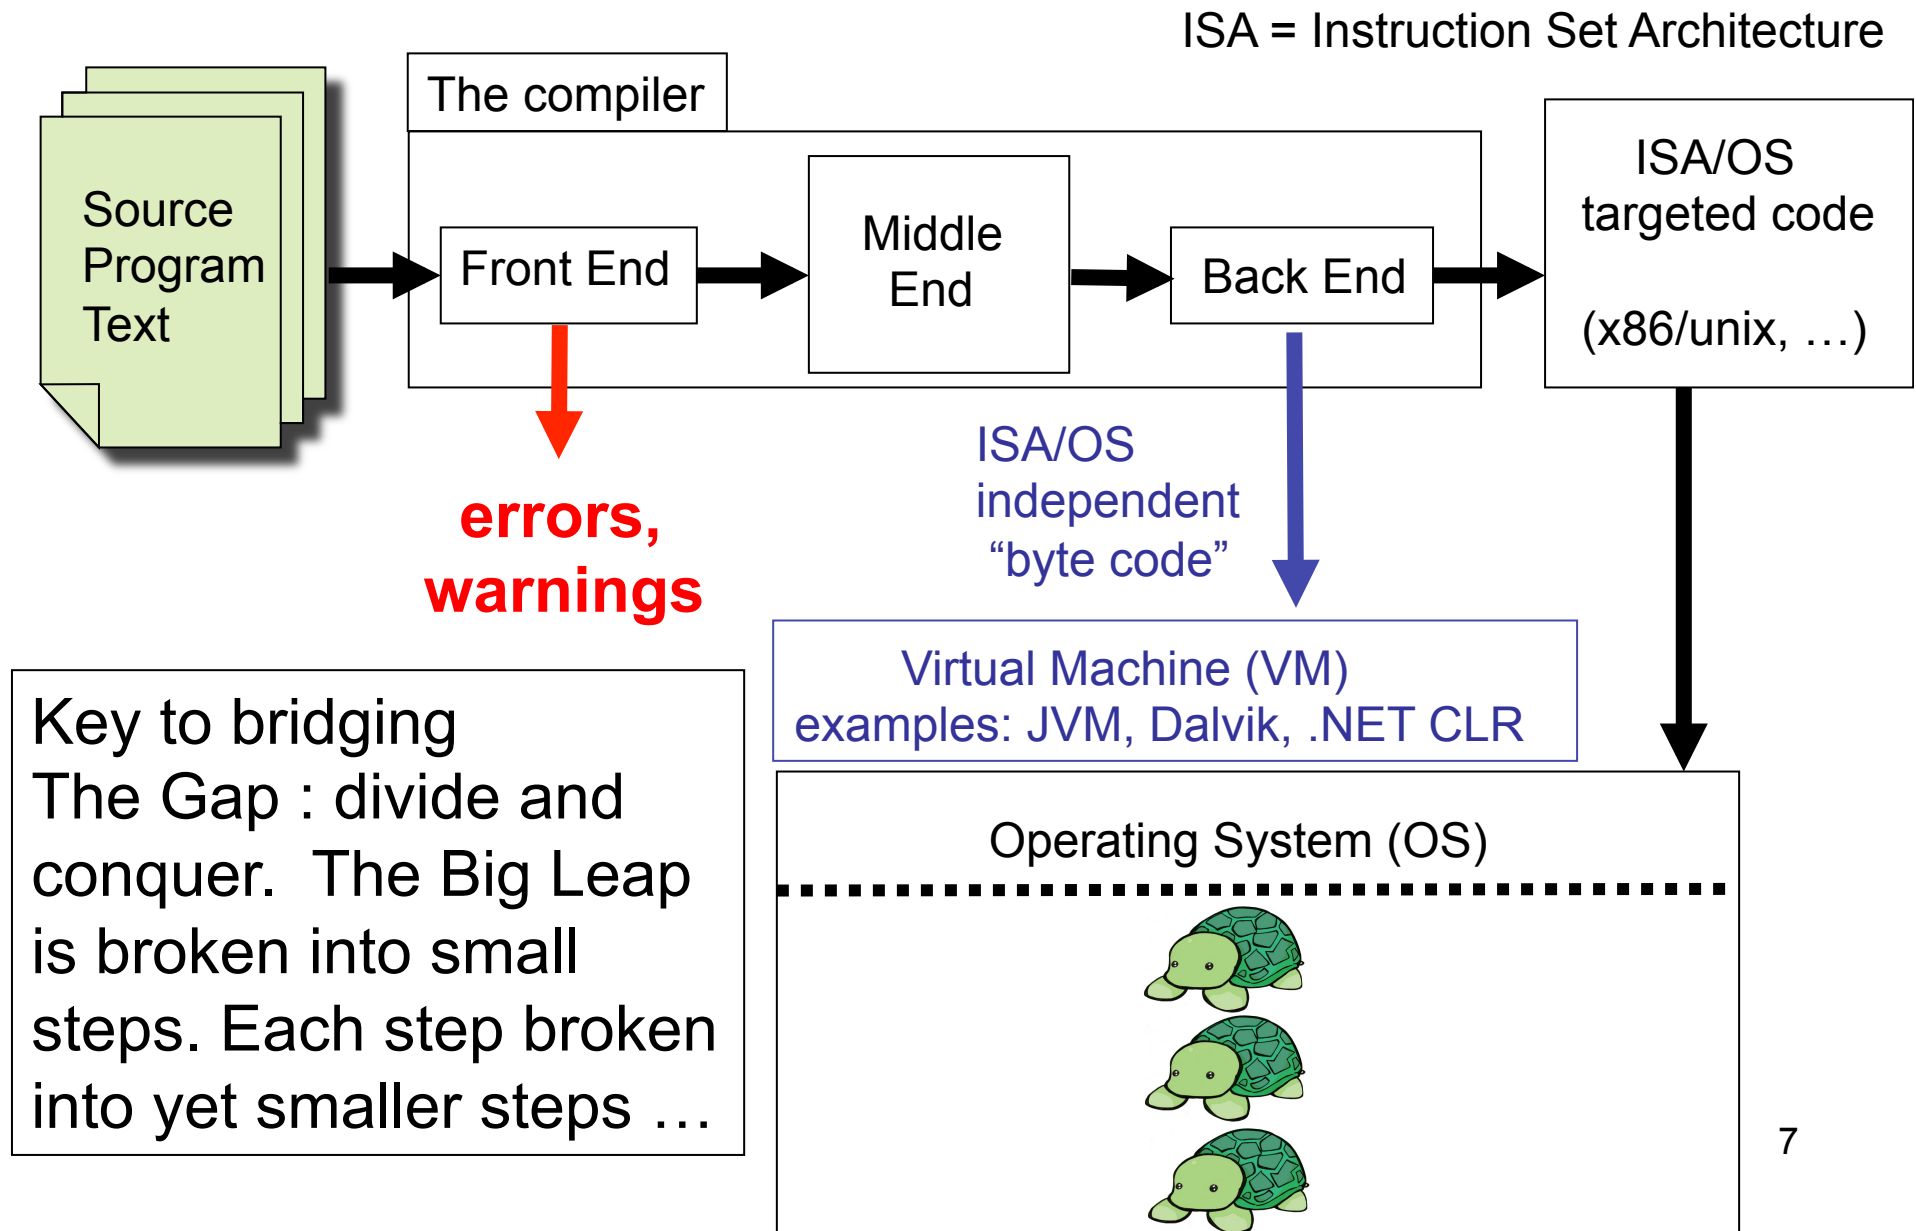 ISA = Instruction Set Architecture
The compiler
Source
Program
Text
Front End
Middle
End
Back End
ISA/OS
targeted code
(x86/unix, …)
errors,
warnings
ISA/OS
independent
“byte code”
Virtual Machine (VM)
examples: JVM, Dalvik, .NET CLR
Key to bridging
The Gap : divide and
conquer.  The Big Leap
is broken into small
steps. Each step broken
into yet smaller steps …
Operating System (OS)
7